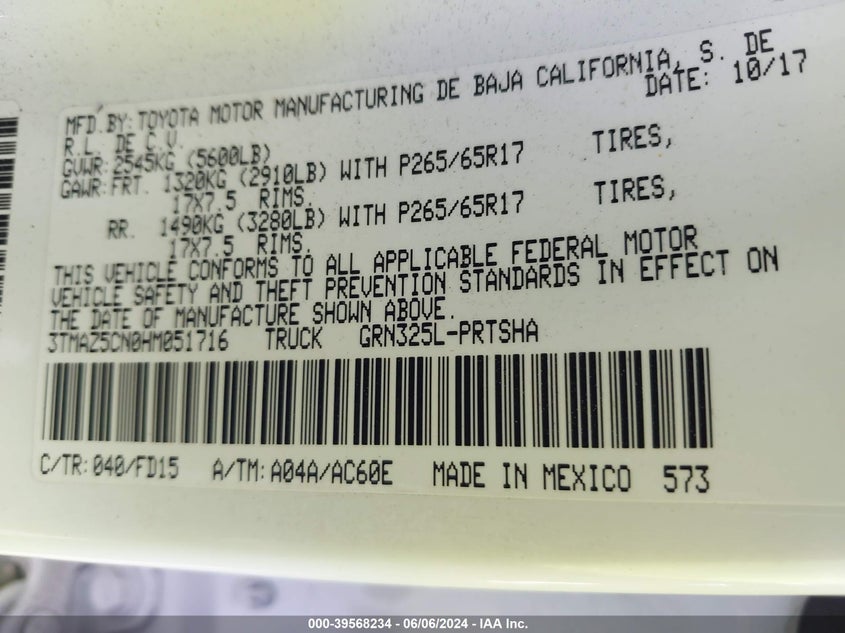 MFD.BY: TOYOTA MOTOR MANUFACTURING DE BAJA CALIFORNIA, S. DE
R.L. DE C.V. DATE: 10/17
GVWR: 2545KG (5600LB)
GAWR: FRT. 1320KG (2910LB) WITH P265/65R17 TIRES,
17X7.5 RIMS.
RR. 1490KG (3280LB) WITH P265/65R17 TIRES,
17X7.5 RIMS.
THIS VEHICLE CONFORMS TO ALL APPLICABLE FEDERAL MOTOR
VEHICLE SAFETY AND THEFT PREVENTION STANDARDS IN EFFECT ON
THE DATE OF MANUFACTURE SHOWN ABOVE.
3TMAZ5CN0HM051716 TRUCK GRN325L-PRTSHA
C/TR: 040/FD15 A/TM: A04A/AC60E MADE IN MEXICO 573
000-39568234 - 06/06/2024 - IAA Inc.